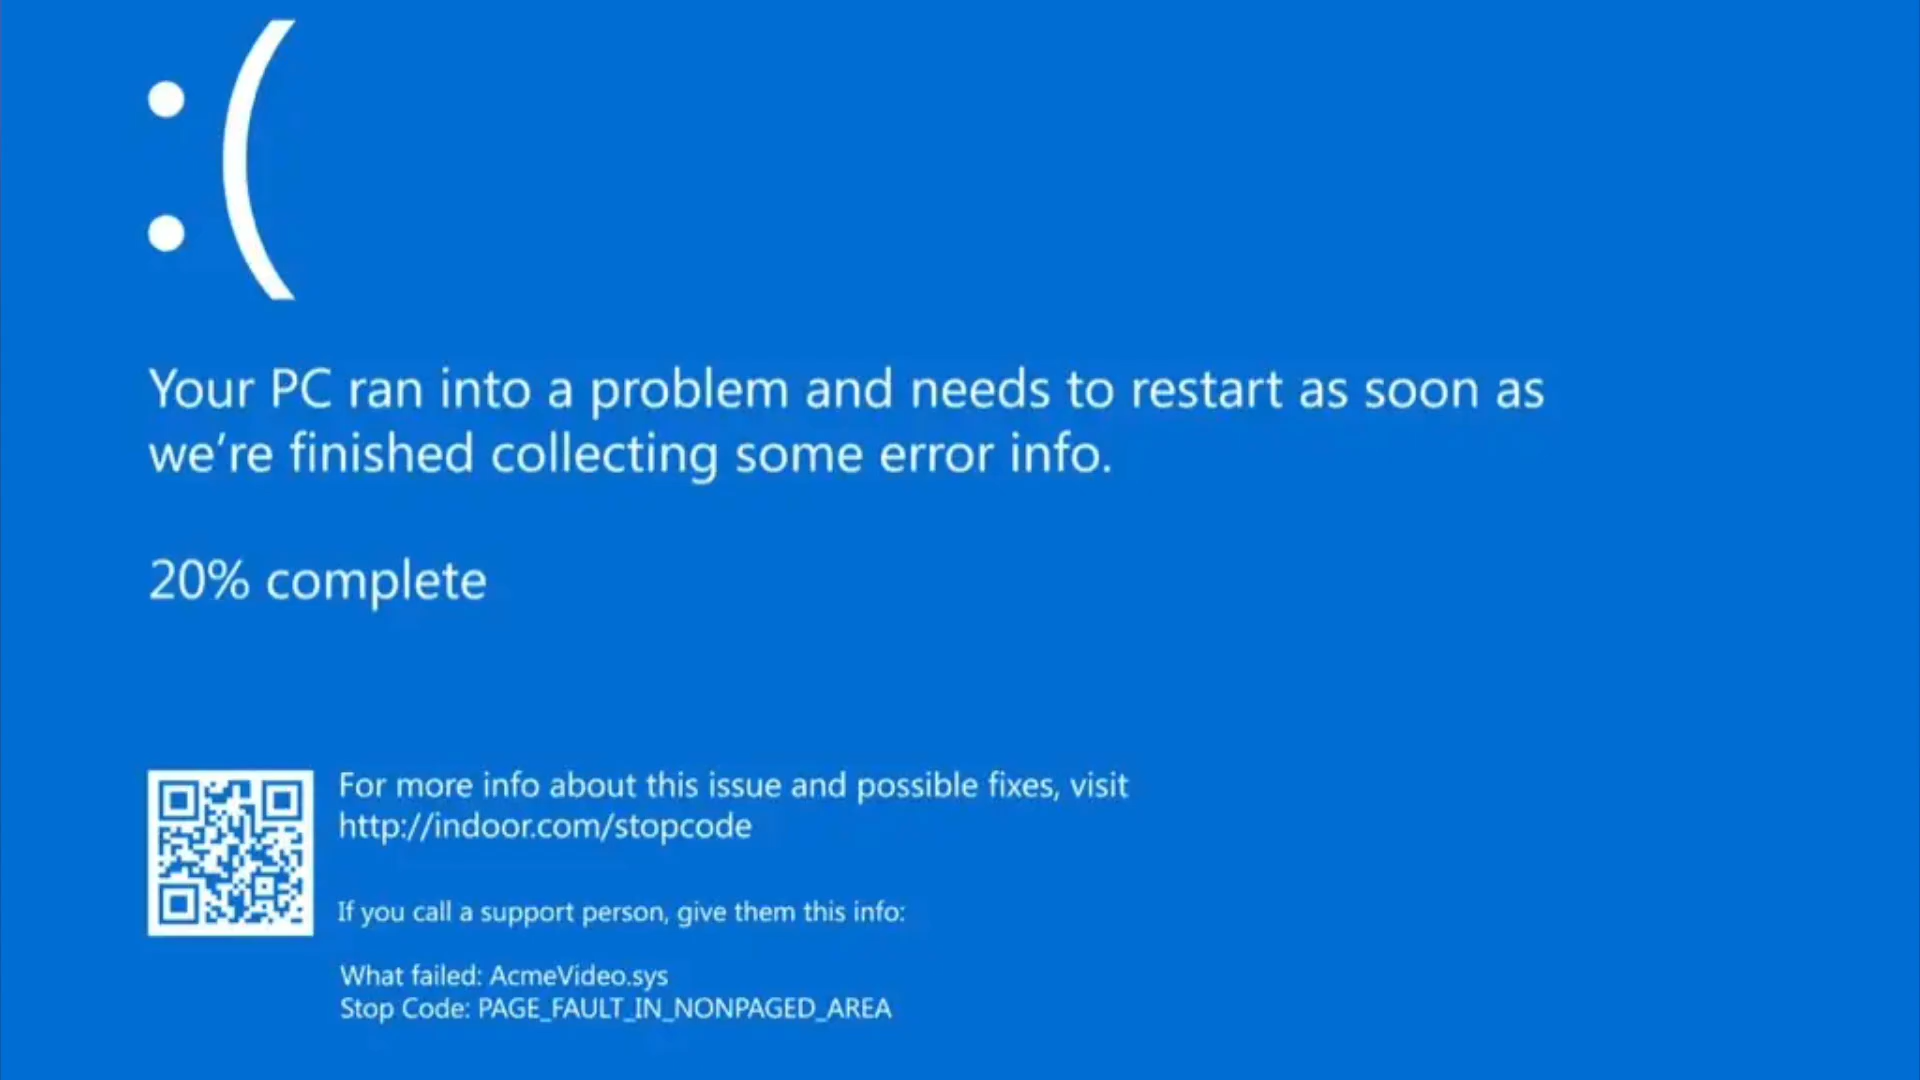 :(
Your PC ran into a problem and needs to restart as soon as
we’re finished collecting some error info.
20% complete
For more info about this issue and possible fixes, visit
http://indoor.com/stopcode
If you call a support person, give them this info:
What failed: AcmeVideo.sys
Stop Code: PAGE_FAULT_IN_NONPAGED_AREA